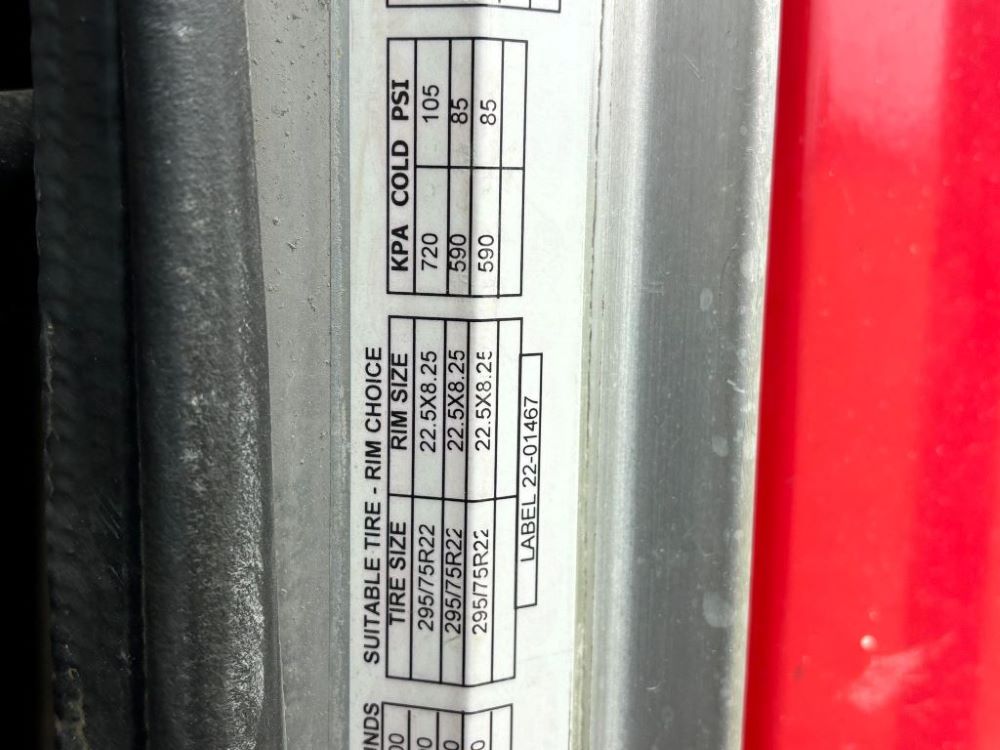 SUITABLE TIRE - RIM CHOICE
TIRE SIZE RIM SIZE KPA COLD PSI
295/75R22 22.5X8.25 720 105
295/75R22 22.5X8.25 590 85
295/75R22 22.5X8.25 590 85
LABEL 22-01467